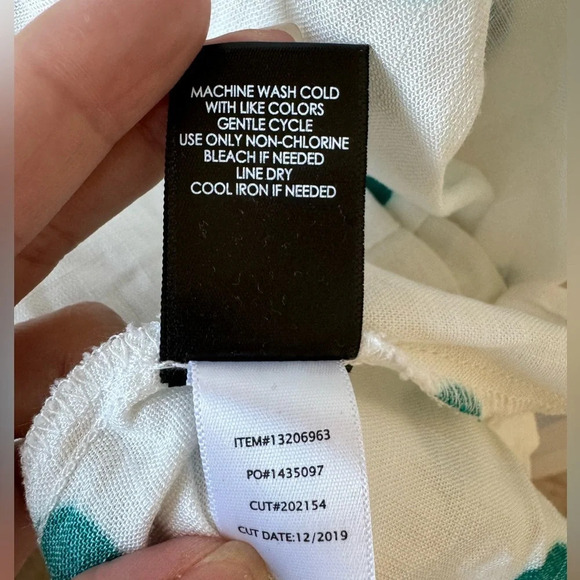 MACHINE WASH COLD
WITH LIKE COLORS
GENTLE CYCLE
USE ONLY NON-CHLORINE
BLEACH IF NEEDED
LINE DRY
COOL IRON IF NEEDED
ITEM#13206963
PO#1435097
CUT#202154
CUT DATE:12/2019